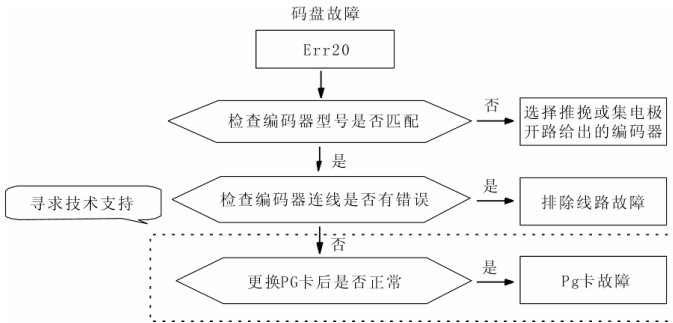 码盘故障
Err20
检查编码器型号是否匹配
否
选择推挽或集电极
开路给出的编码器
是
寻求技术支持
检查编码器连线是否有错误
是
排除线路故障
否
更换PG卡后是否正常
是
Pg卡故障